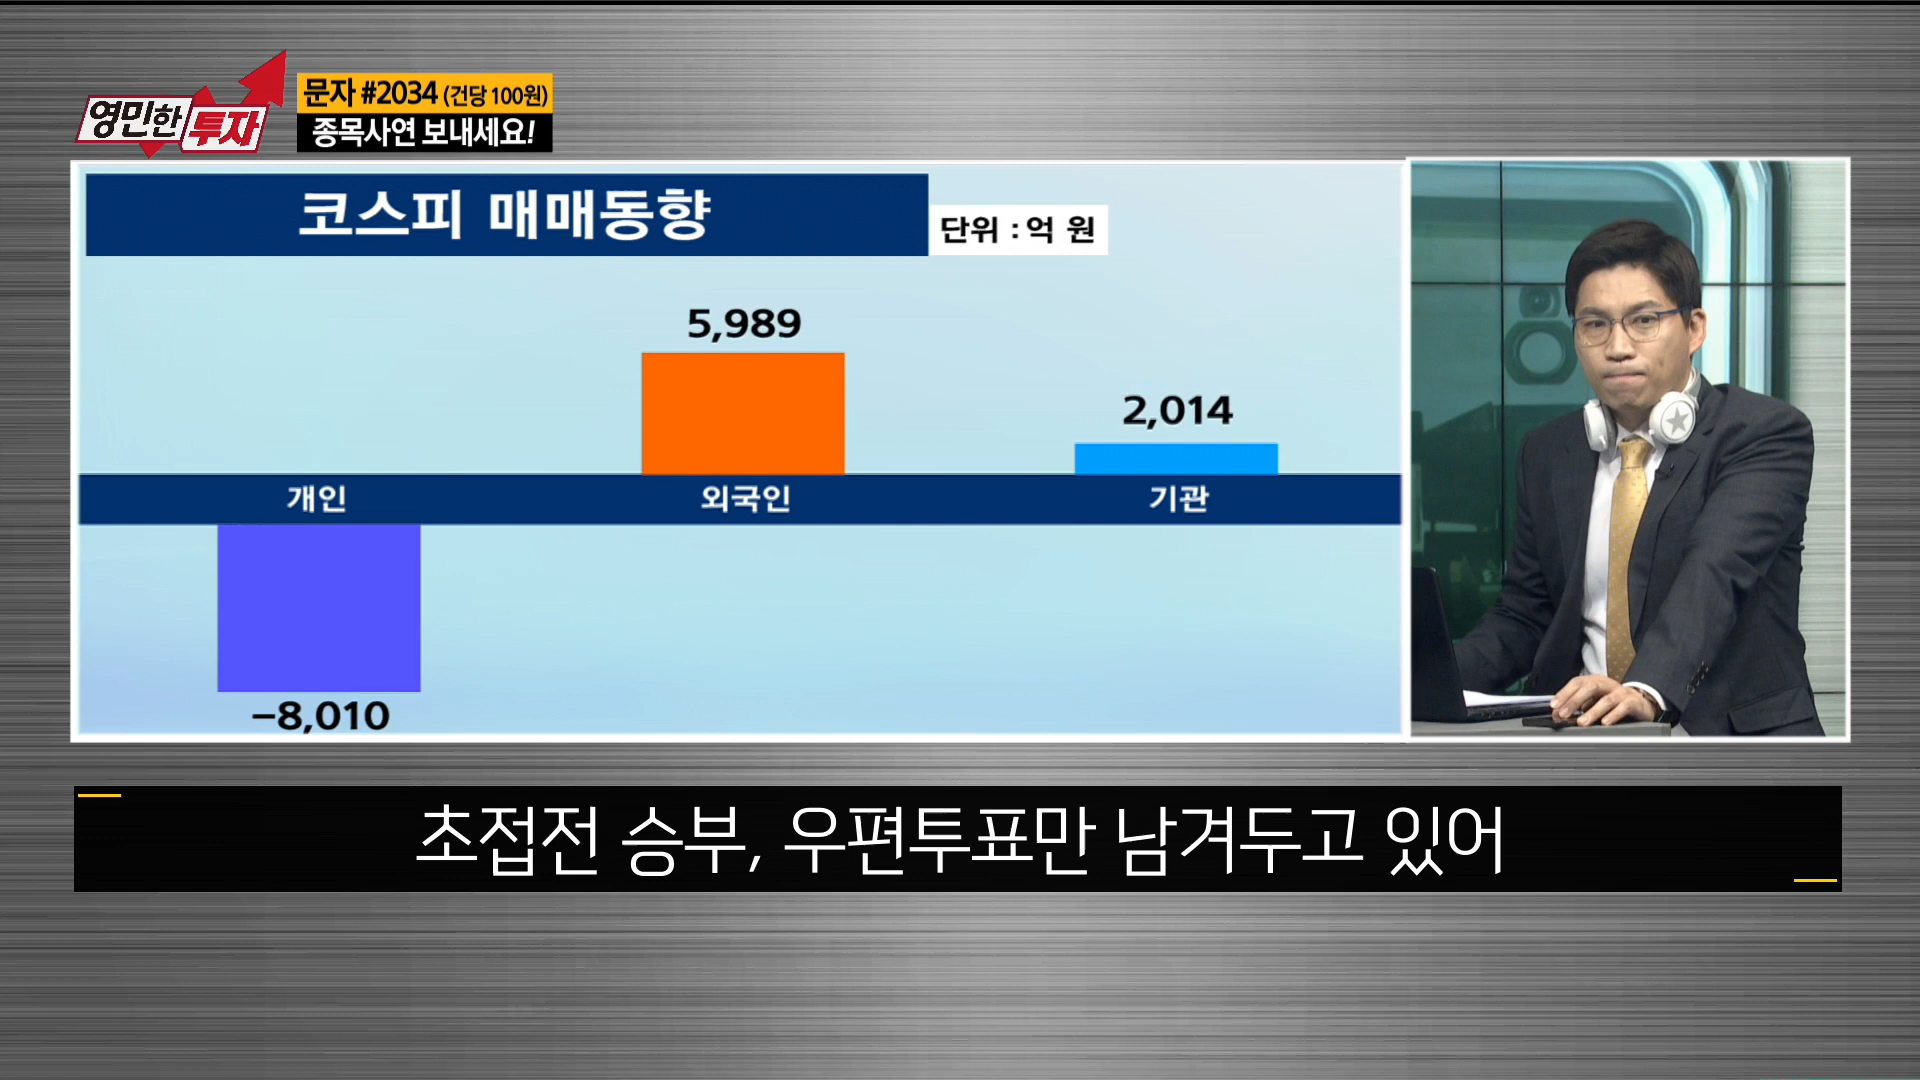 영민한 투자
문자 #2034 (건당 100원)
종목사연 보내세요!
코스피 매매동향
단위 : 억 원
5,989
2,014
개인
외국인
기관
-8,010
초접전 승부, 우편투표만 남겨두고 있어